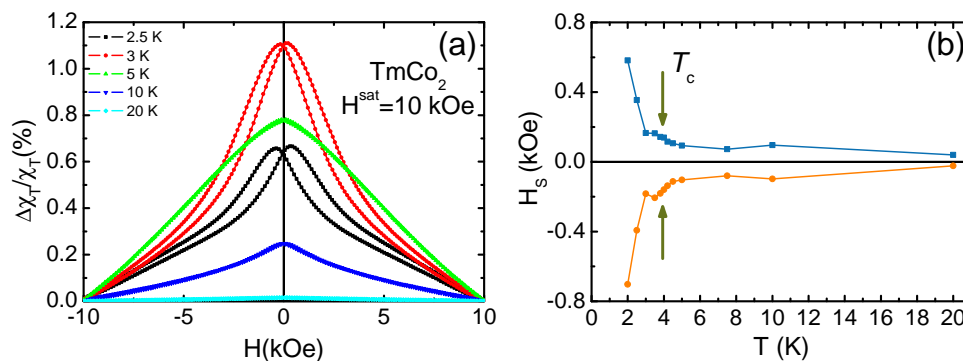 (a)
2.5 K
3 K
5 K
10 K
20 K
TmCo₂
Hˢᵃᵗ=10 kOe
Δχ_T/χ_T(%)
1.2
1.0
0.8
0.6
0.4
0.2
0.0
-10
-5
0
5
10
H(kOe)
(b)
T_c
H_S (kOe)
0.8
0.4
0.0
-0.4
-0.8
0
2
4
6
8
10
12
14
16
18
20
T (K)